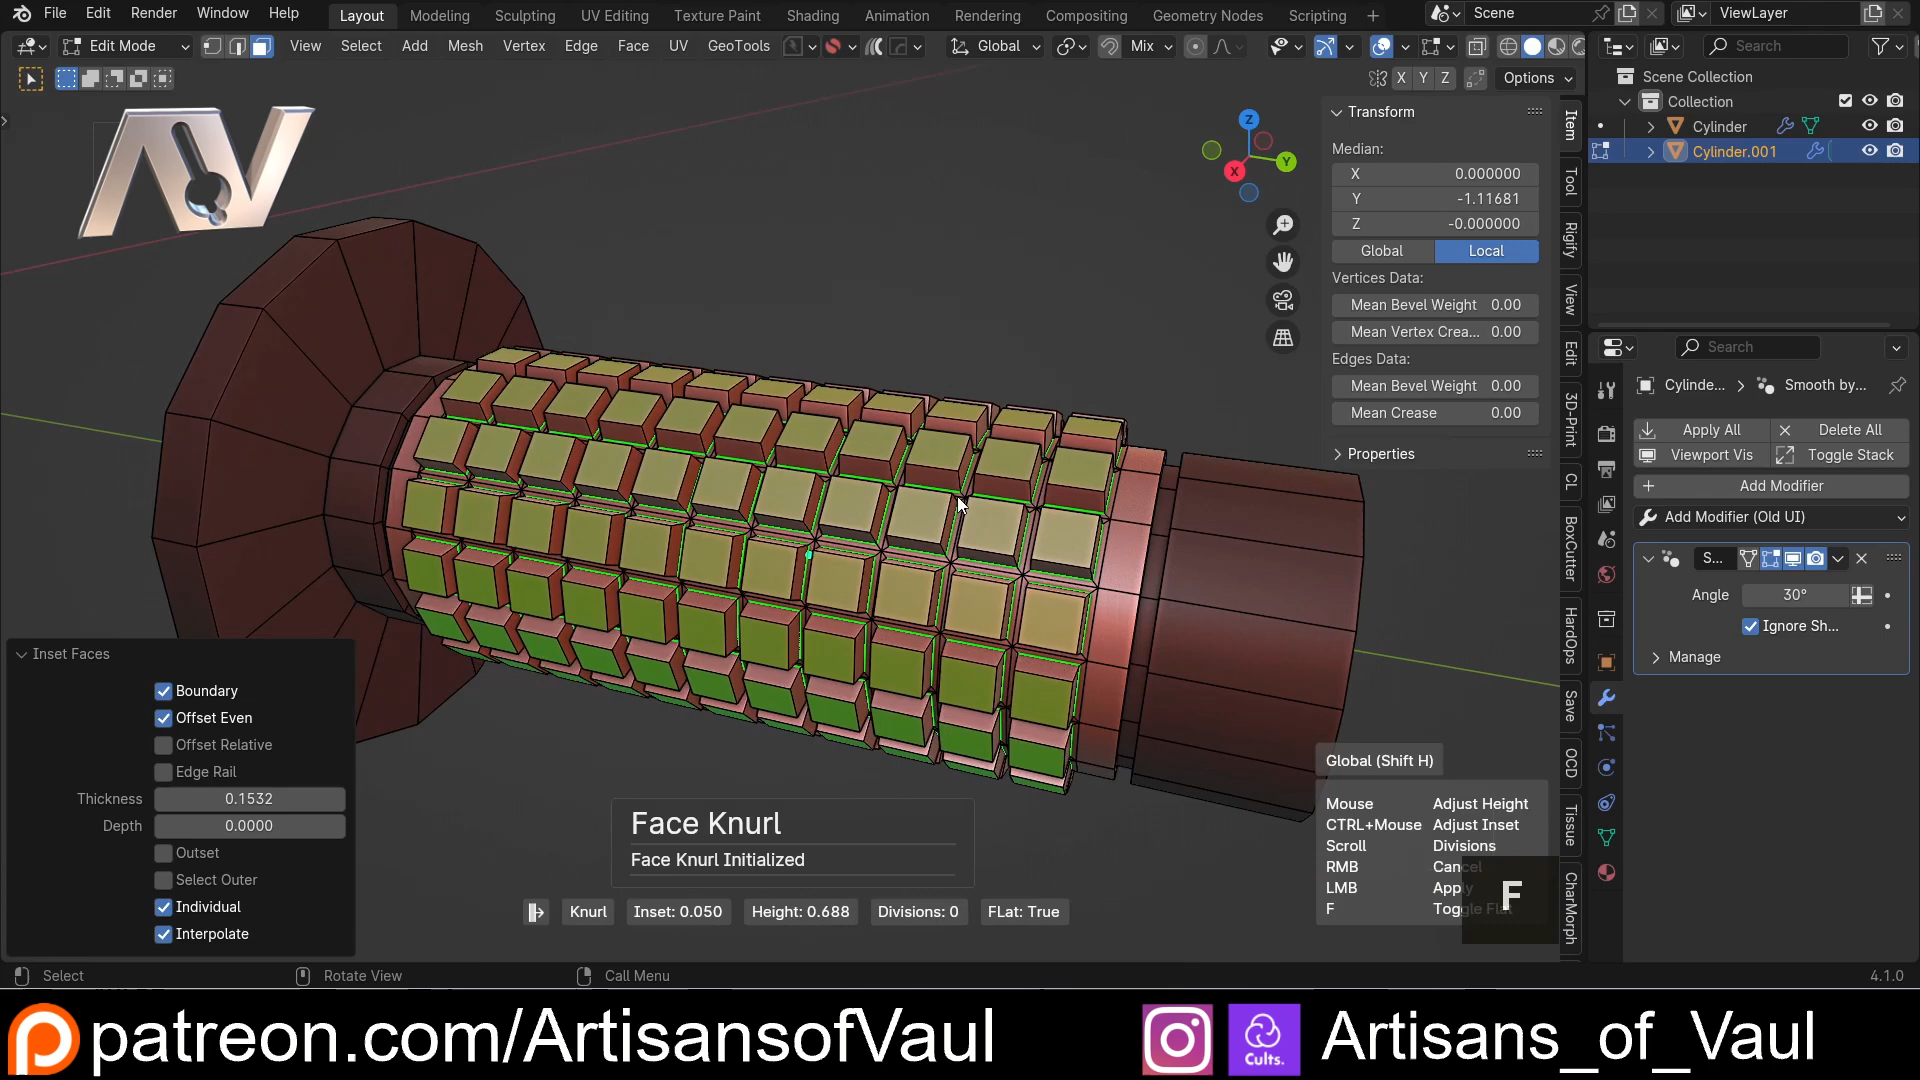 File Edit Render Window Help Layout Modeling Sculpting UV Editing Texture Paint Shading Animation Rendering Compositing Geometry Nodes Scripting + Scene ViewLayer
Edit Mode View Select Add Mesh Vertex Edge Face UV GeoTools Global Mix Search
X Y Z Options
Scene Collection
Collection
Cylinder
Cylinder.001
AV
Z
Y
X
Transform
Median:
X 0.000000
Y -1.11681
Z -0.000000
Global Local
Vertices Data:
Mean Bevel Weight 0.00
Mean Vertex Crea... 0.00
Edges Data:
Mean Bevel Weight 0.00
Mean Crease 0.00
Properties
Item
Tool
Rigify
View
Edit
3D-Print
CL
BoxCutter
HardOps
Save
OCD
Tissue
CharMorph
Search
Cylinde... > Smooth by...
Apply All Delete All
Viewport Vis Toggle Stack
Add Modifier
Add Modifier (Old UI)
S...
Angle 30°
Ignore Sh...
Manage
Inset Faces
Boundary
Offset Even
Offset Relative
Edge Rail
Thickness 0.1532
Depth 0.0000
Outset
Select Outer
Individual
Interpolate
Face Knurl
Face Knurl Initialized
Knurl Inset: 0.050 Height: 0.688 Divisions: 0 FLat: True
Global (Shift H)
Mouse Adjust Height
CTRL+Mouse Adjust Inset
Scroll Divisions
RMB Cancel
LMB Apply
F Toggle Flat
F
Select Rotate View Call Menu 4.1.0
patreon.com/ArtisansofVaul Cults. Artisans_of_Vaul